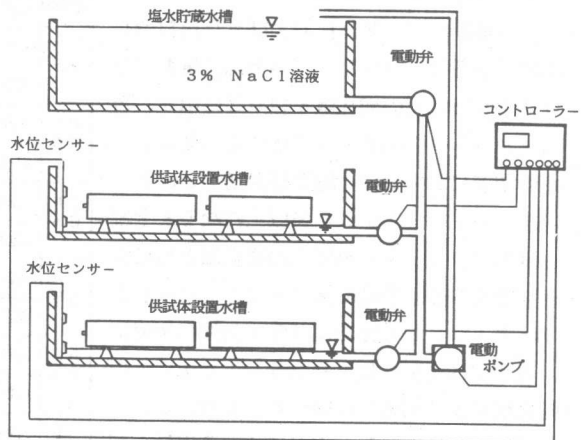 塩水貯蔵水槽
電動弁
3% NaCl溶液
コントローラー
水位センサー
供試体設置水槽
電動弁
水位センサー
供試体設置水槽
電動弁
電動
ポンプ